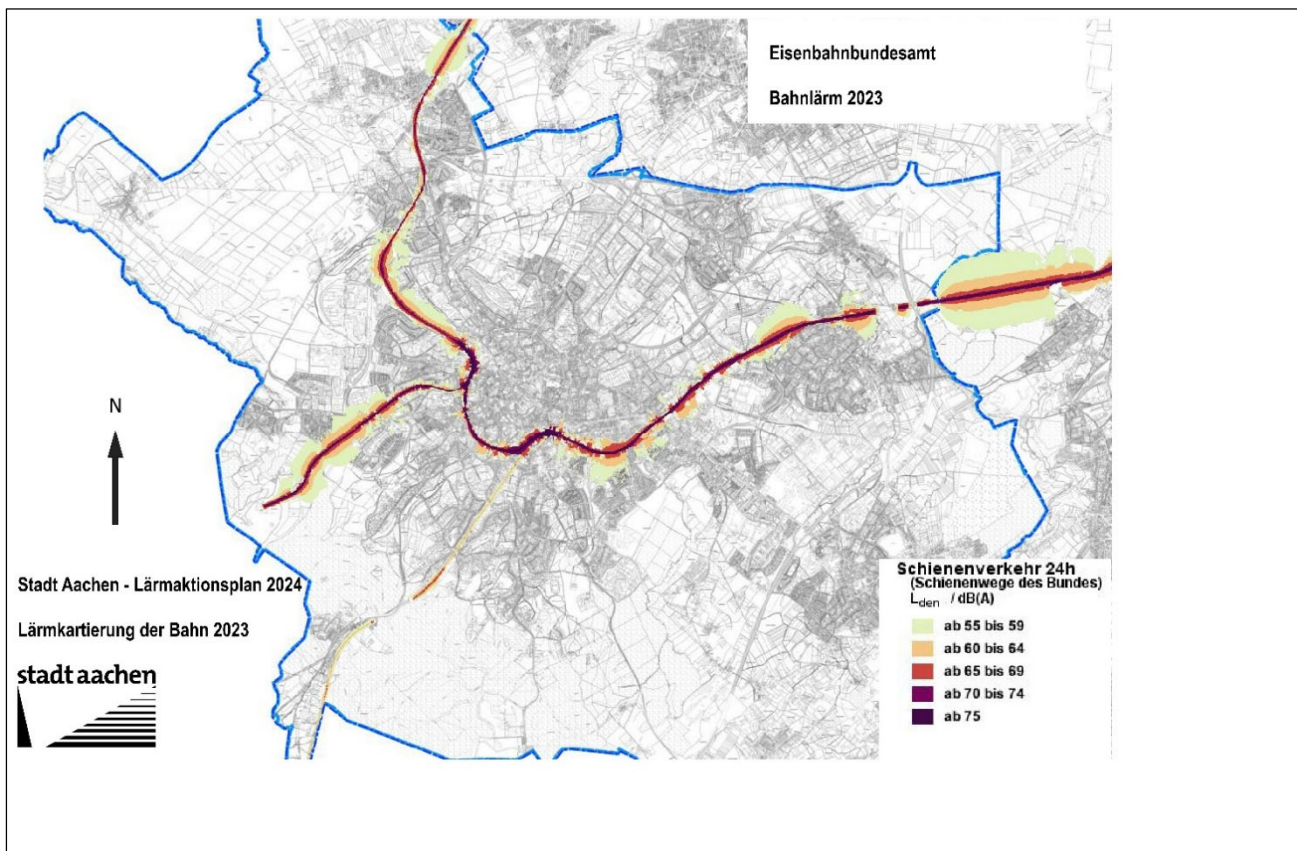 Eisenbahnbundesamt
Bahnlärm 2023
N
Stadt Aachen - Lärmaktionsplan 2024
Lärmkartierung der Bahn 2023
stadt aachen
Schienenverkehr 24h
(Schienenwege des Bundes)
Lden / dB(A)
ab 55 bis 59
ab 60 bis 64
ab 65 bis 69
ab 70 bis 74
ab 75